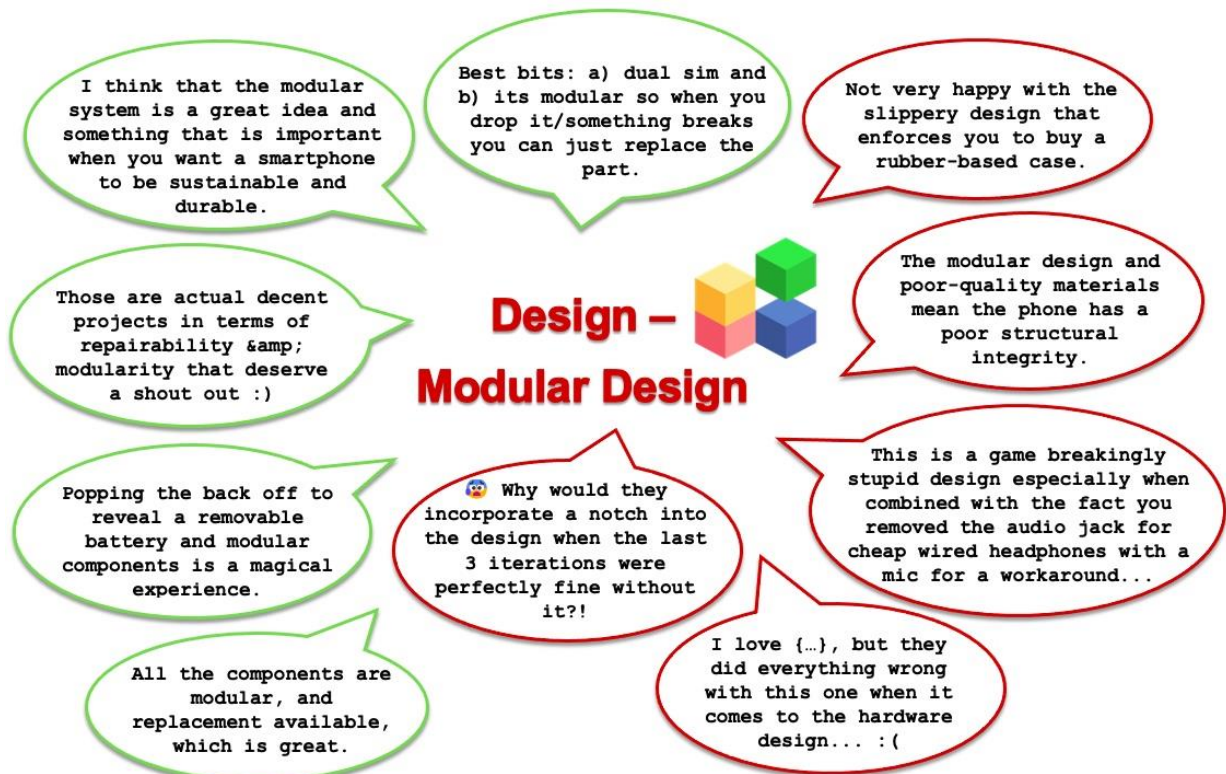 I think that the modular
system is a great idea and
something that is important
when you want a smartphone
to be sustainable and
durable.
Best bits: a) dual sim and
b) its modular so when you
drop it/something breaks
you can just replace the
part.
Not very happy with the
slippery design that
enforces you to buy a
rubber-based case.
Those are actual decent
projects in terms of
repairability &amp;
modularity that deserve
a shout out :)
Design –
Modular Design
The modular design and
poor-quality materials
mean the phone has a
poor structural
integrity.
Popping the back off to
reveal a removable
battery and modular
components is a magical
experience.
😱 Why would they
incorporate a notch into
the design when the last
3 iterations were
perfectly fine without
it?!
This is a game breakingly
stupid design especially when
combined with the fact you
removed the audio jack for
cheap wired headphones with a
mic for a workaround...
All the components are
modular, and
replacement available,
which is great.
I love {…}, but they
did everything wrong
with this one when it
comes to the hardware
design... :(